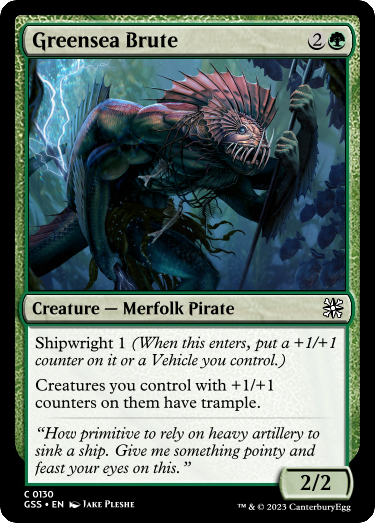 Greensea Brute 2
Creature — Merfolk Pirate
Shipwright 1 (When this enters, put a +1/+1
counter on it or a Vehicle you control.)
Creatures you control with +1/+1
counters on them have trample.
“How primitive to rely on heavy artillery to
sink a ship. Give me something pointy and
feast your eyes on this.”
2/2
C 0130
GSS • EN Jake Pleshe
™ & © 2023 CanterburyEgg